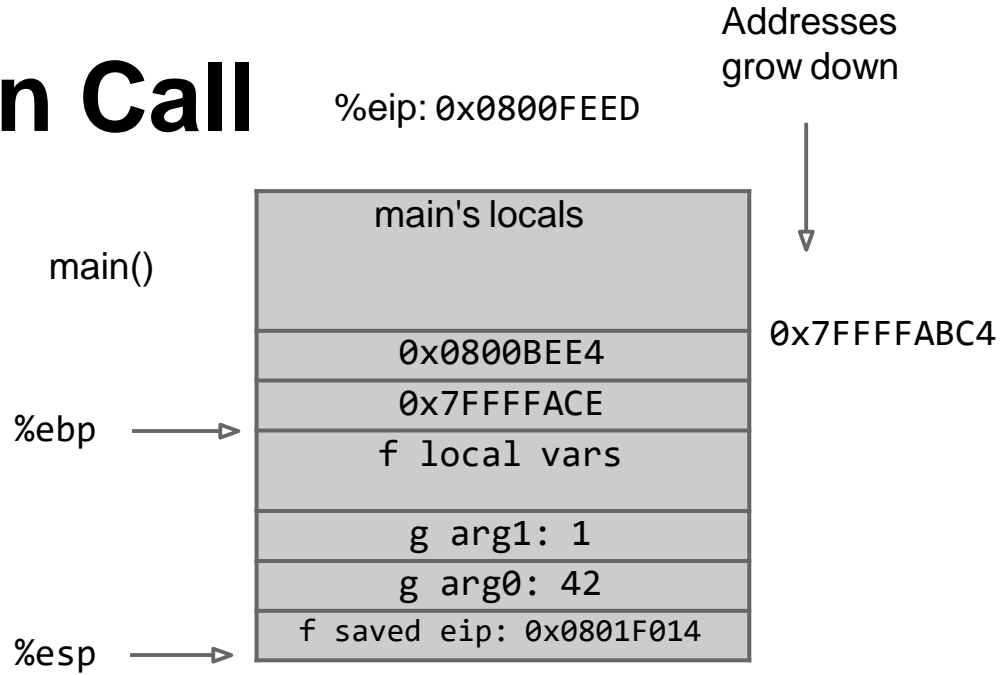 Addresses
grow down
n Call
%eip: 0x0800FEED
main's locals
main()
0x7FFFFABC4
0x0800BEE4
0x7FFFFACE
%ebp
f local vars
g arg1: 1
g arg0: 42
f saved eip: 0x0801F014
%esp